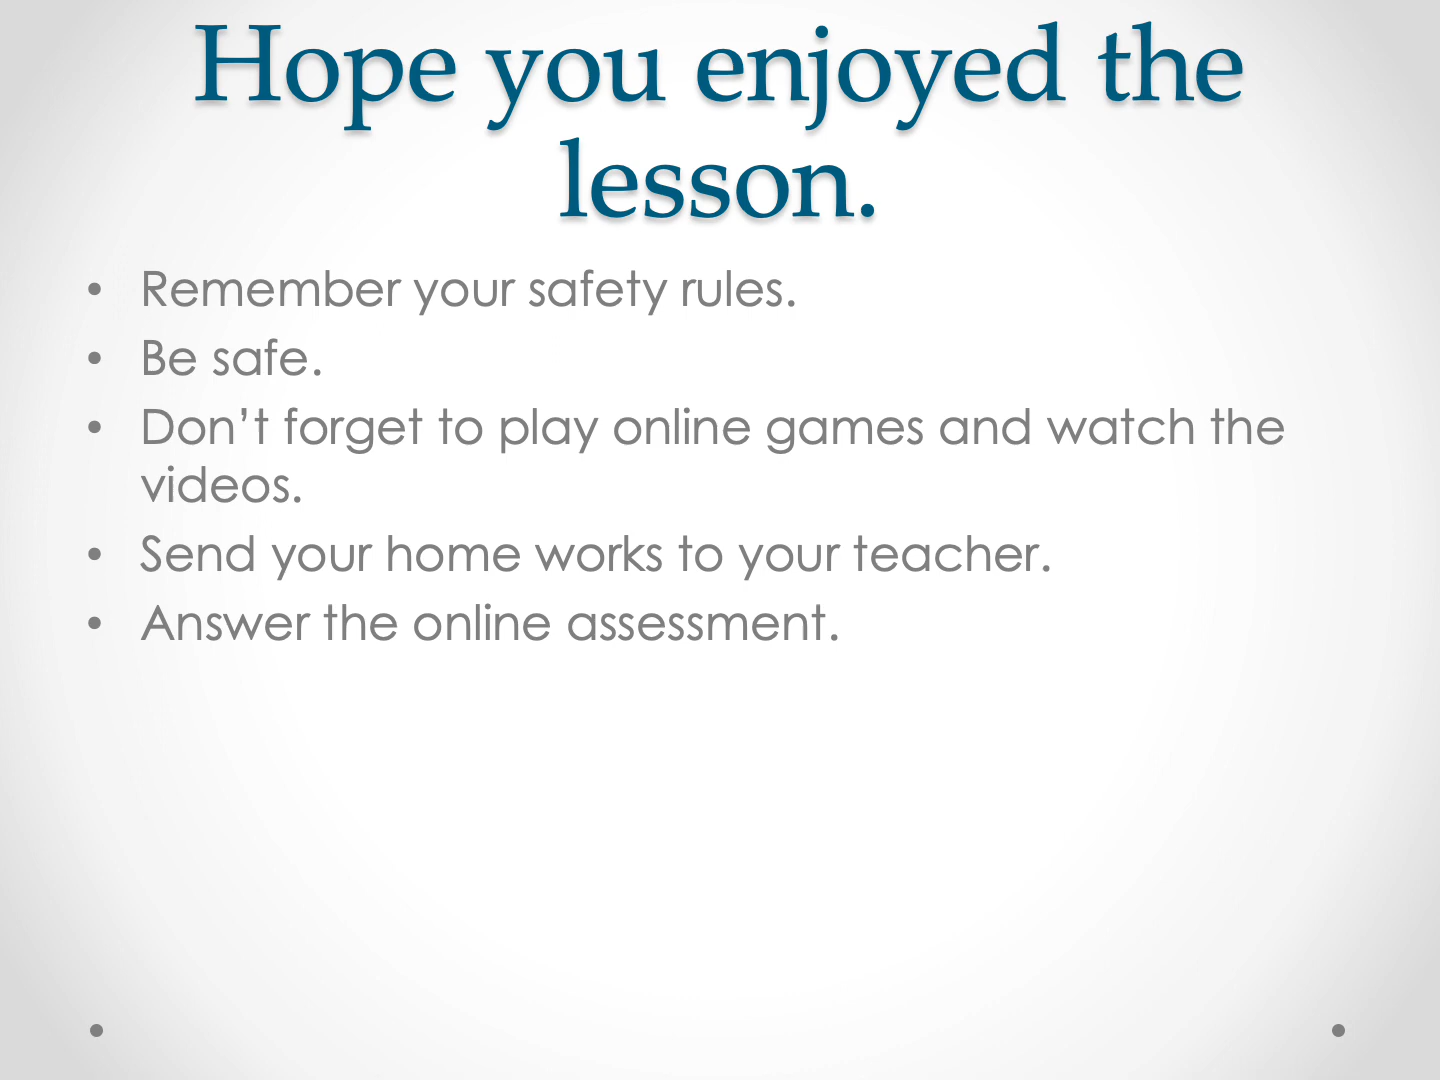 Hope you enjoyed the
lesson.
• Remember your safety rules.
• Be safe.
• Don’t forget to play online games and watch the
videos.
• Send your home works to your teacher.
• Answer the online assessment.